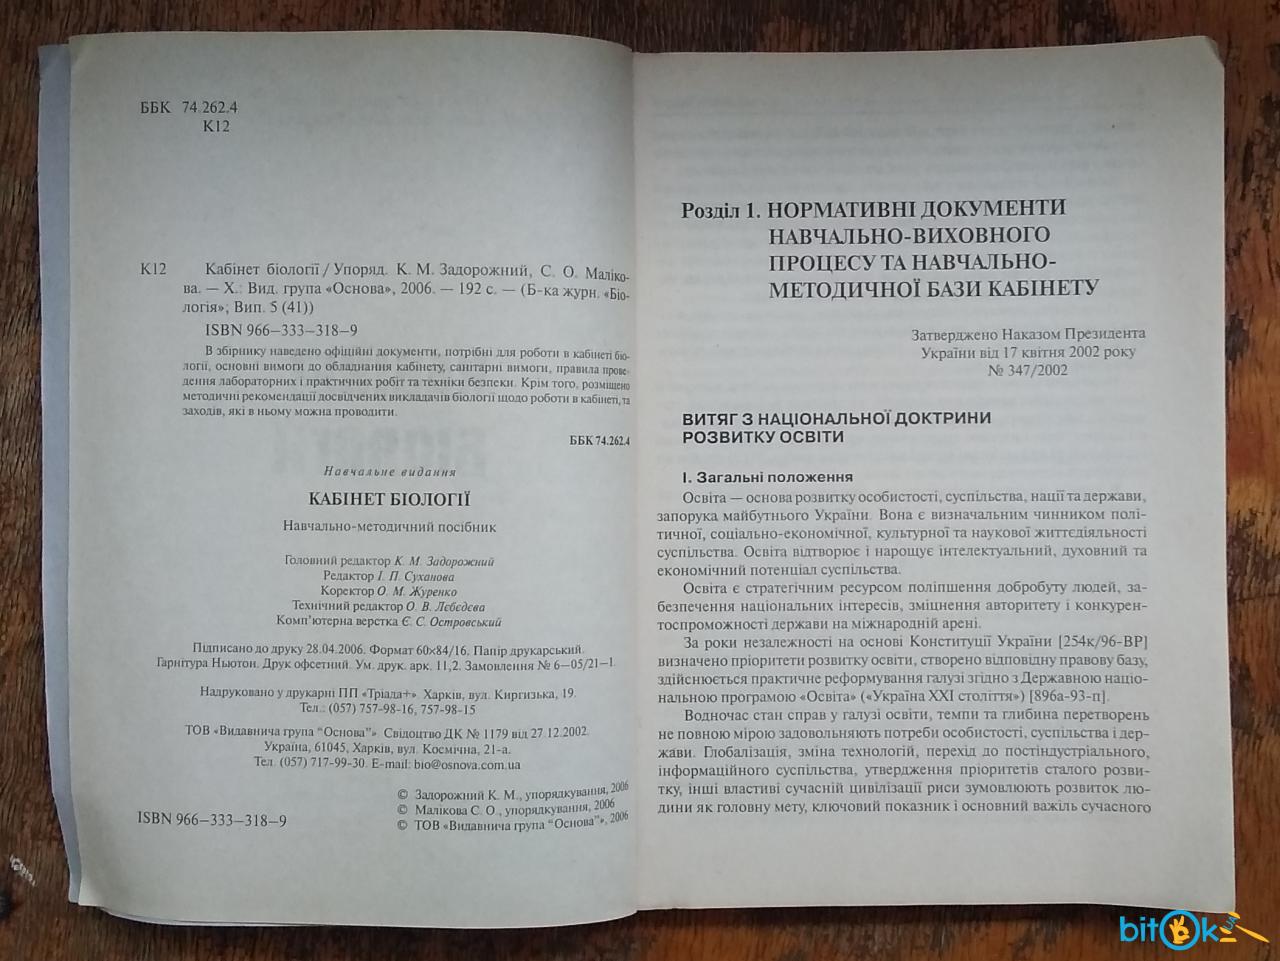 ББК 74.262.4
К12
К12 Кабінет біології / Упоряд. К. М. Задорожний, С. О. Маліко-
ва. — Х.: Вид. група «Основа», 2006. — 192 с. — (Б-ка журн. «Біо-
логія»; Вип. 5 (41))
ISBN 966–333–318–9
В збірнику наведено офіційні документи, потрібні для роботи в кабінеті біо-
логії, основні вимоги до обладнання кабінету, санітарні вимоги, правила прове-
дення лабораторних і практичних робіт та техніки безпеки. Крім того, розміщено
методичні рекомендації досвідчених викладачів біології щодо роботи в кабінеті, та
заходів, які в ньому можна проводити.
ББК 74.262.4
Навчальне видання
КАБІНЕТ БІОЛОГІЇ
Навчально-методичний посібник
Головний редактор К. М. Задорожний
Редактор І. П. Суханова
Коректор О. М. Журенко
Технічний редактор О. В. Лєбєдєва
Комп’ютерна верстка Є. С. Островський
Підписано до друку 28.04.2006. Формат 60×84/16. Папір друкарський.
Гарнітура Ньютон. Друк офсетний. Ум. друк. арк. 11,2. Замовлення № 6–05/21–1.
Надруковано у друкарні ПП «Тріада+». Харків, вул. Киргизька, 19.
Тел.: (057) 757–98–16, 757–98–15
ТОВ «Видавнича група “Основа”». Свідоцтво ДК № 1179 від 27.12.2002.
Україна, 61045, Харків, вул. Космічна, 21-а.
Тел. (057) 717–99–30. E-mail: bio@osnova.com.ua
© Задорожний К. М., упорядкування, 2006
© Малікова С. О., упорядкування, 2006
© ТОВ «Видавнича група “Основа”», 2006
ISBN 966–333–318–9
Розділ 1. НОРМАТИВНІ ДОКУМЕНТИ
НАВЧАЛЬНО-ВИХОВНОГО
ПРОЦЕСУ ТА НАВЧАЛЬНО-
МЕТОДИЧНОЇ БАЗИ КАБІНЕТУ
Затверджено Наказом Президента
України від 17 квітня 2002 року
№ 347/2002
ВИТЯГ З НАЦІОНАЛЬНОЇ ДОКТРИНИ
РОЗВИТКУ ОСВІТИ
І. Загальні положення
Освіта — основа розвитку особистості, суспільства, нації та держави,
запорука майбутнього України. Вона є визначальним чинником полі-
тичної, соціально-економічної, культурної та наукової життєдіяльності
суспільства. Освіта відтворює і нарощує інтелектуальний, духовний та
економічний потенціал суспільства.
Освіта є стратегічним ресурсом поліпшення добробуту людей, за-
безпечення національних інтересів, зміцнення авторитету і конкурен-
тоспроможності держави на міжнародній арені.
За роки незалежності на основі Конституції України [254к/96-ВР]
визначено пріоритети розвитку освіти, створено відповідну правову базу,
здійснюється практичне реформування галузі згідно з Державною націо-
нальною програмою «Освіта» («Україна XXI століття») [896а-93-п].
Водночас стан справ у галузі освіти, темпи та глибина перетворень
не повною мірою задовольняють потреби особистості, суспільства і дер-
жави. Глобалізація, зміна технологій, перехід до постіндустріального,
інформаційного суспільства, утвердження пріоритетів сталого розви-
тку, інші властиві сучасній цивілізації риси зумовлюють розвиток лю-
дини як головну мету, ключовий показник і основний важіль сучасного
bitOk